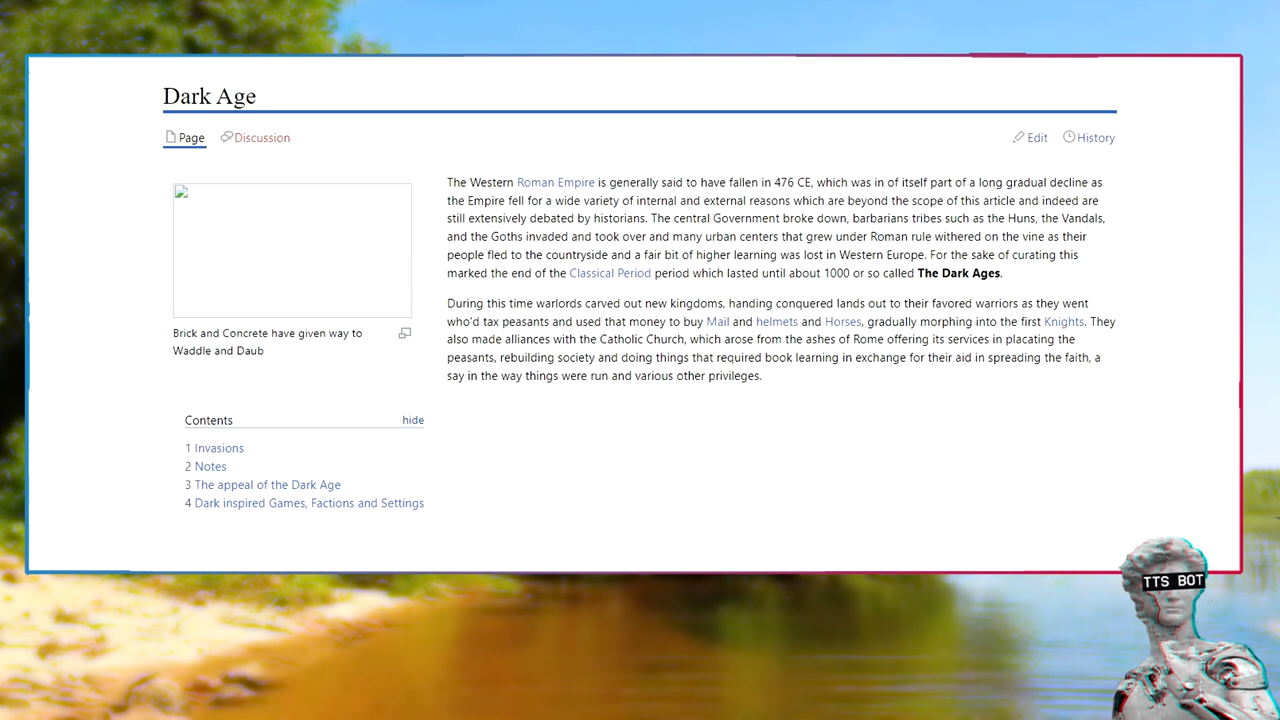 Dark Age
Page Discussion Edit History
The Western Roman Empire is generally said to have fallen in 476 CE, which was in of itself part of a long gradual decline as
the Empire fell for a wide variety of internal and external reasons which are beyond the scope of this article and indeed are
still extensively debated by historians. The central Government broke down, barbarians tribes such as the Huns, the Vandals,
and the Goths invaded and took over and many urban centers that grew under Roman rule withered on the vine as their
people fled to the countryside and a fair bit of higher learning was lost in Western Europe. For the sake of curating this
marked the end of the Classical Period period which lasted until about 1000 or so called The Dark Ages.
During this time warlords carved out new kingdoms, handing conquered lands out to their favored warriors as they went
who'd tax peasants and used that money to buy Mail and helmets and Horses, gradually morphing into the first Knights. They
also made alliances with the Catholic Church, which arose from the ashes of Rome offering its services in placating the
peasants, rebuilding society and doing things that required book learning in exchange for their aid in spreading the faith, a
say in the way things were run and various other privileges.
Brick and Concrete have given way to
Waddle and Daub
Contents hide
1 Invasions
2 Notes
3 The appeal of the Dark Age
4 Dark inspired Games, Factions and Settings
TTS BOT